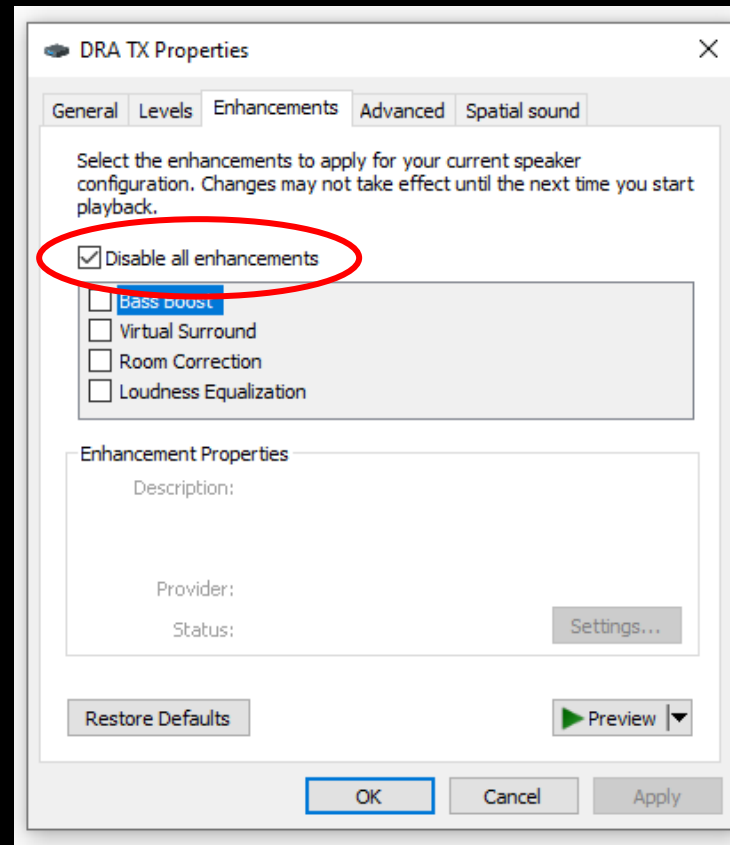 DRA TX Properties
General Levels Enhancements Advanced Spatial sound
Select the enhancements to apply for your current speaker
configuration. Changes may not take effect until the next time you start
playback.
Disable all enhancements
Bass Boost
Virtual Surround
Room Correction
Loudness Equalization
Enhancement Properties
Description:
Provider:
Status:
Settings...
Restore Defaults
Preview
OK
Cancel
Apply